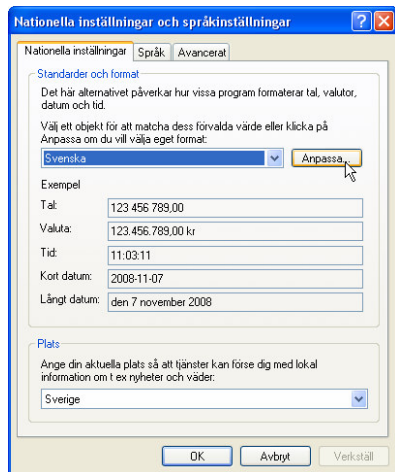 Nationella inställningar och språkinställningar
Nationella inställningar Språk Avancerat
Standarder och format
Det här alternativet påverkar hur vissa program formaterar tal, valutor,
datum och tid.
Välj ett objekt för att matcha dess förvalda värde eller klicka på
Anpassa om du vill välja eget format:
Svenska Anpassa...
Exempel
Tal: 123 456 789,00
Valuta: 123.456.789,00 kr
Tid: 11:03:11
Kort datum: 2008-11-07
Långt datum: den 7 november 2008
Plats
Ange din aktuella plats så att tjänster kan förse dig med lokal
information om t ex nyheter och väder:
Sverige
OK Avbryt Verkställ